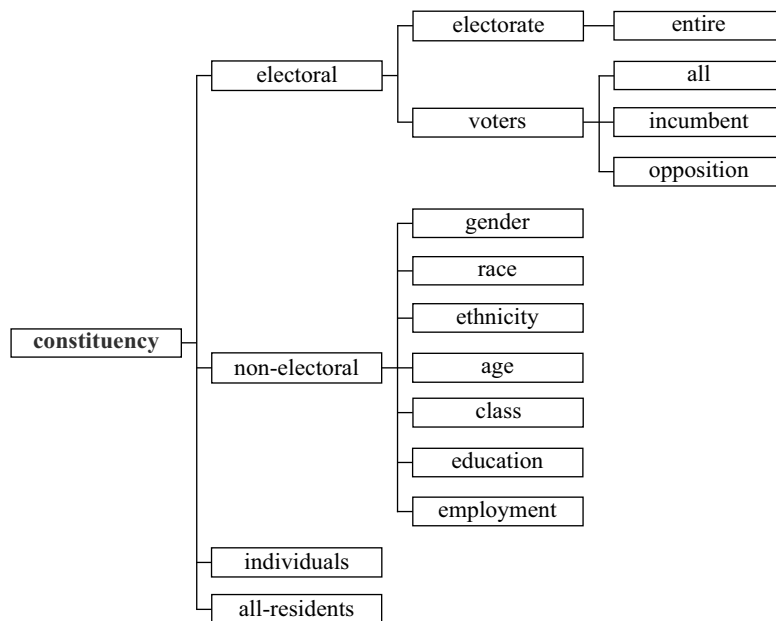 electorate
entire
electoral
all
voters
incumbent
opposition
gender
race
ethnicity
constituency
non-electoral
age
class
education
employment
individuals
all-residents